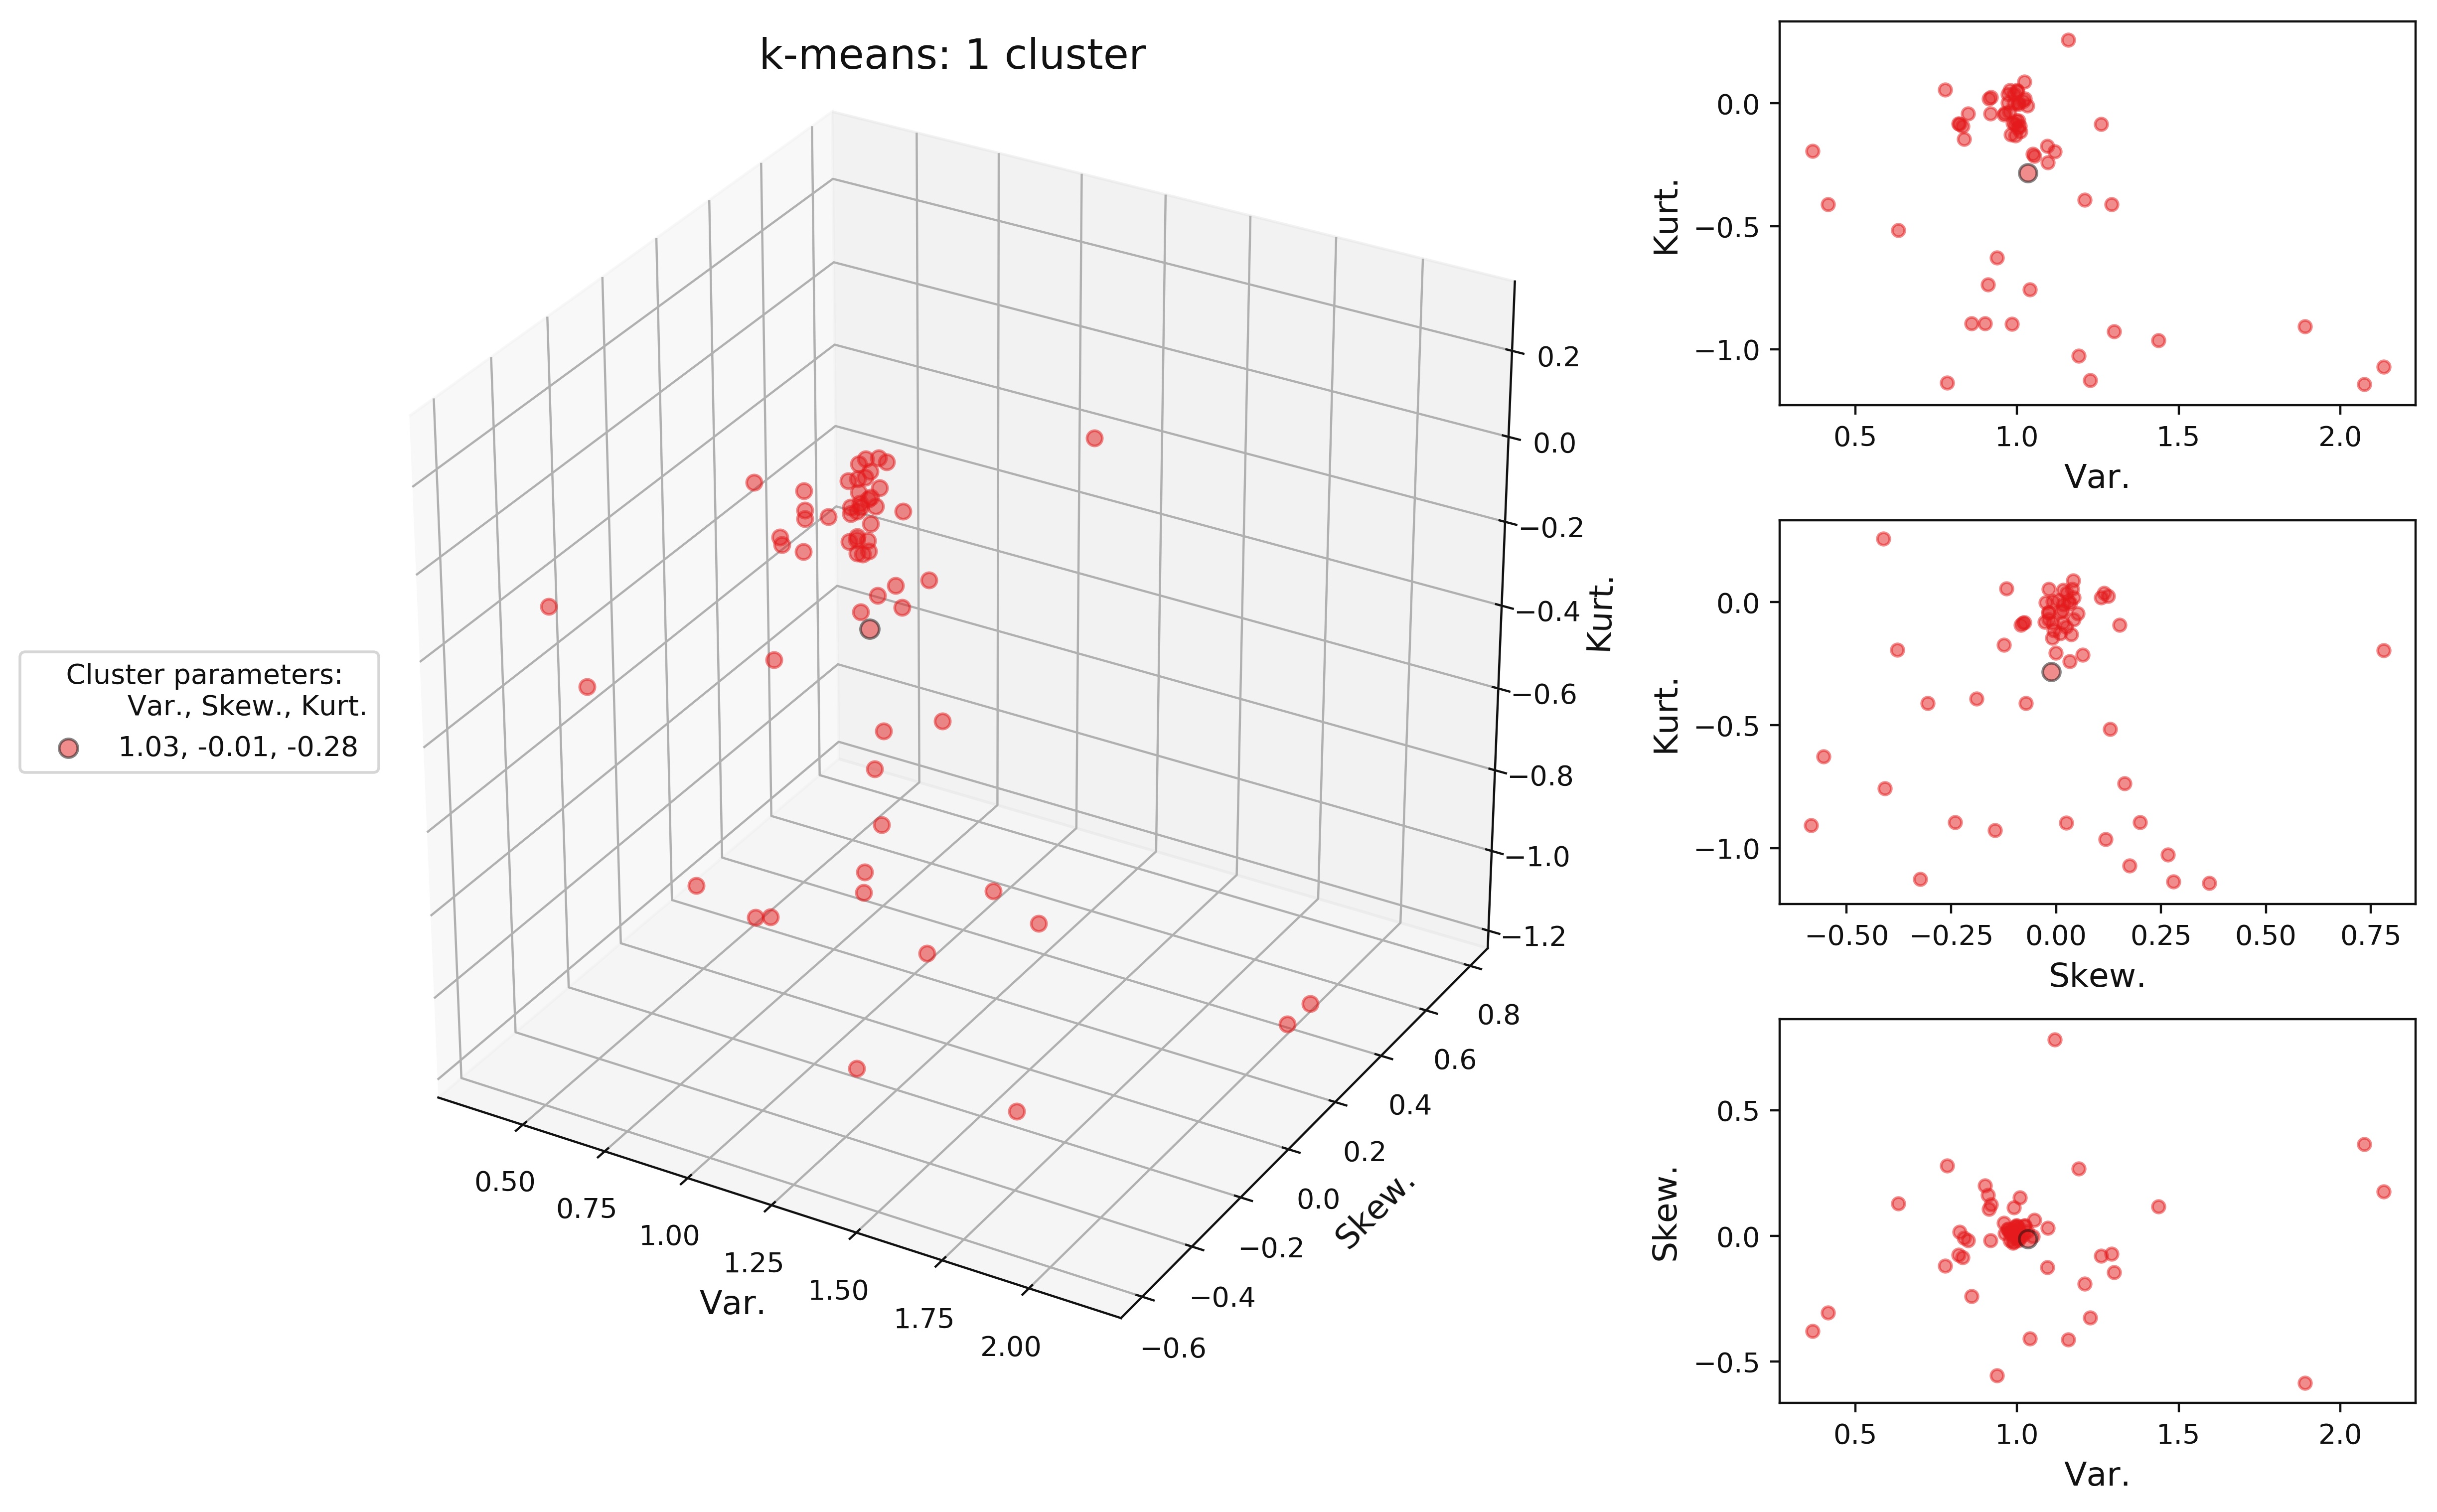 k-means: 1 cluster
Cluster parameters:
Var., Skew., Kurt.
1.03, -0.01, -0.28
0.2
0.0
−0.2
−0.4
−0.6
−0.8
−1.0
−1.2
Kurt.
0.8
0.6
0.4
0.2
0.0
−0.2
−0.4
−0.6
Skew.
0.50
0.75
1.00
1.25
1.50
1.75
2.00
Var.
0.0
−0.5
−1.0
Kurt.
0.5 1.0 1.5 2.0
Var.
0.0
−0.5
−1.0
Kurt.
−0.50 −0.25 0.00 0.25 0.50 0.75
Skew.
0.5
0.0
−0.5
Skew.
0.5 1.0 1.5 2.0
Var.